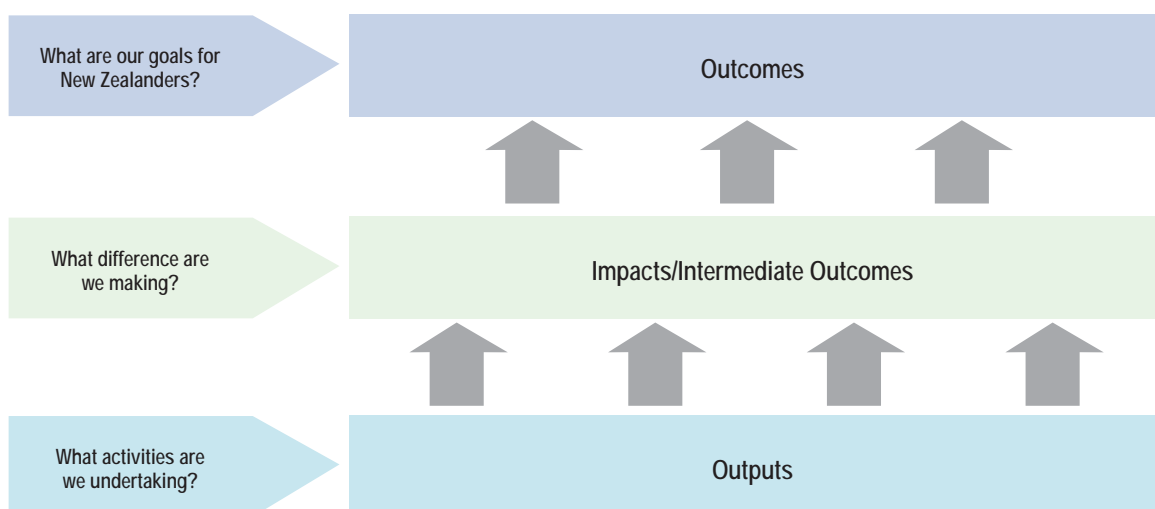 What are our goals for
New Zealanders?
Outcomes
What difference are
we making?
Impacts/Intermediate Outcomes
What activities are
we undertaking?
Outputs